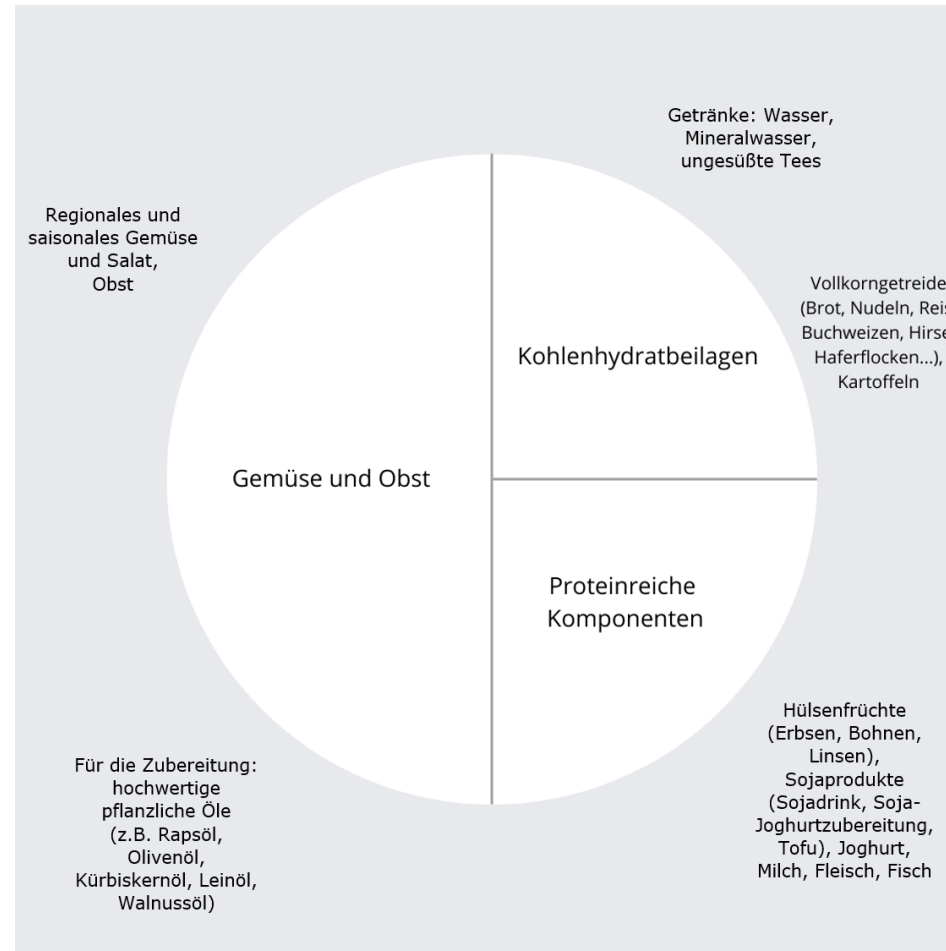 Getränke: Wasser,
Mineralwasser,
ungesüßte Tees
Regionales und
saisonales Gemüse
und Salat,
Obst
Vollkorngetreide
(Brot, Nudeln, Reis
Buchweizen, Hirse
Haferflocken...),
Kartoffeln
Kohlenhydratbeilagen
Gemüse und Obst
Proteinreiche
Komponenten
Hülsenfrüchte
(Erbsen, Bohnen,
Linsen),
Sojaprodukte
(Sojadrink, Soja-
Joghurtzubereitung,
Tofu), Joghurt,
Milch, Fleisch, Fisch
Für die Zubereitung:
hochwertige
pflanzliche Öle
(z.B. Rapsöl,
Olivenöl,
Kürbiskernöl, Leinöl,
Walnussöl)